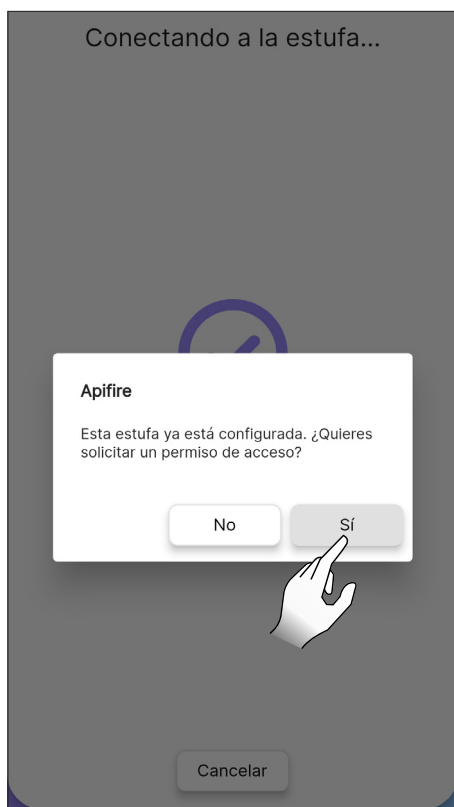 Conectando a la estufa...
Apifire
Esta estufa ya está configurada. ¿Quieres
solicitar un permiso de acceso?
No
Sí
Cancelar